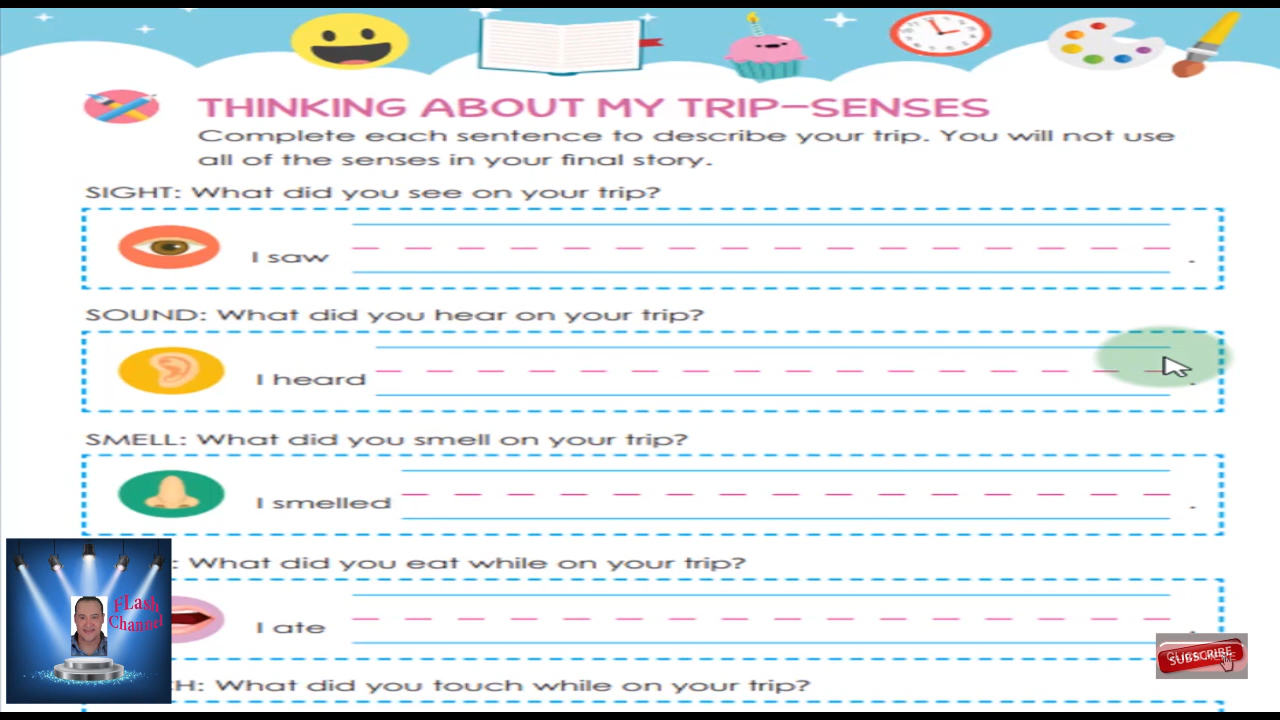 THINKING ABOUT MY TRIP-SENSES
Complete each sentence to describe your trip. You will not use
all of the senses in your final story.
SIGHT: What did you see on your trip?
I saw .
SOUND: What did you hear on your trip?
I heard .
SMELL: What did you smell on your trip?
I smelled .
: What did you eat while on your trip?
FLash
Channel
I ate .
SUBSCRIBE
CH: What did you touch while on your trip?